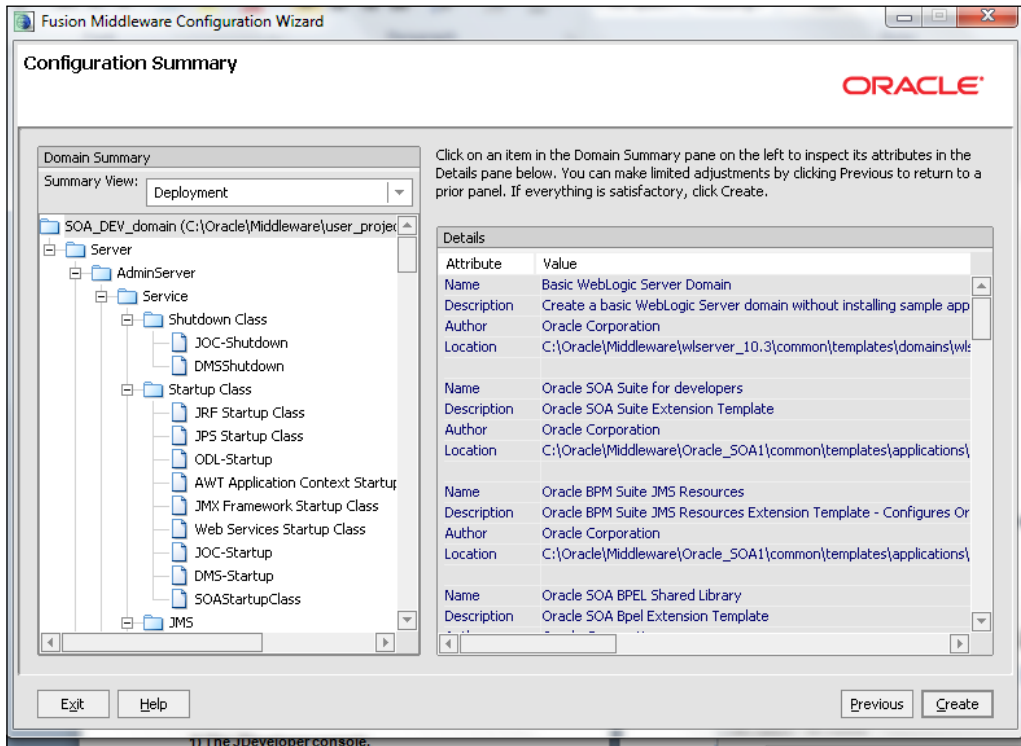 Fusion Middleware Configuration Wizard
Configuration Summary
ORACLE
Domain Summary
Summary View:
Deployment
SOA_DEV_domain (C:\Oracle\Middleware\user_projec
Server
AdminServer
Service
Shutdown Class
JOC-Shutdown
DMSShutdown
Startup Class
JRF Startup Class
JPS Startup Class
ODL-Startup
AWT Application Context Startup
JMX Framework Startup Class
Web Services Startup Class
JOC-Startup
DMS-Startup
SOAStartupClass
JMS
Click on an item in the Domain Summary pane on the left to inspect its attributes in the
Details pane below. You can make limited adjustments by clicking Previous to return to a
prior panel. If everything is satisfactory, click Create.
Details
Attribute Value
Name Basic WebLogic Server Domain
Description Create a basic WebLogic Server domain without installing sample app
Author Oracle Corporation
Location C:\Oracle\Middleware\wlserver_10.3\common\templates\domains\wls
Name Oracle SOA Suite for developers
Description Oracle SOA Suite Extension Template
Author Oracle Corporation
Location C:\Oracle\Middleware\Oracle_SOA1\common\templates\applications\
Name Oracle BPM Suite JMS Resources
Description Oracle BPM Suite JMS Resources Extension Template - Configures Or
Author Oracle Corporation
Location C:\Oracle\Middleware\Oracle_SOA1\common\templates\applications\
Name Oracle SOA BPEL Shared Library
Description Oracle SOA Bpel Extension Template
Exit Help Previous Create
1) The JDeveloper console.